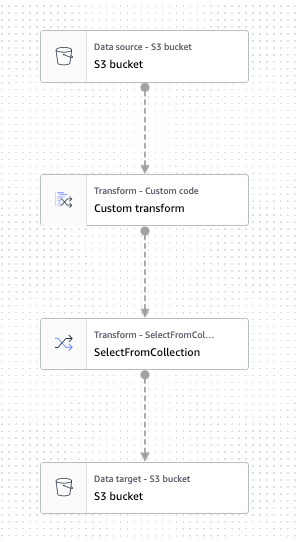 Data source - S3 bucket
S3 bucket
Transform - Custom code
Custom transform
Transform - SelectFromCol...
SelectFromCollection
Data target - S3 bucket
S3 bucket